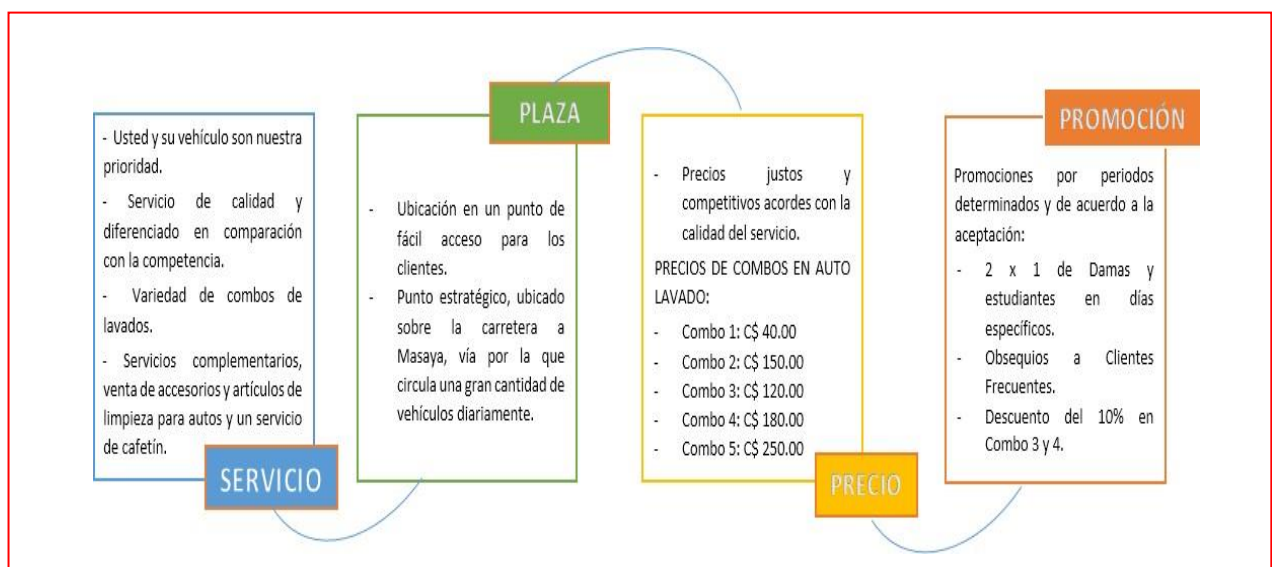 - Usted y su vehículo son nuestra
prioridad.
- Servicio de calidad y
diferenciado en comparación
con la competencia.
- Variedad de combos de
lavados.
- Servicios complementarios,
venta de accesorios y artículos de
limpieza para autos y un servicio
de cafetín.
SERVICIO
PLAZA
- Ubicación en un punto de
fácil acceso para los
clientes.
- Punto estratégico, ubicado
sobre la carretera a
Masaya, vía por la que
circula una gran cantidad de
vehículos diariamente.
- Precios justos y
competitivos acordes con la
calidad del servicio.
PRECIOS DE COMBOS EN AUTO
LAVADO:
- Combo 1: C$ 40.00
- Combo 2: C$ 150.00
- Combo 3: C$ 120.00
- Combo 4: C$ 180.00
- Combo 5: C$ 250.00
PRECIO
PROMOCIÓN
Promociones por periodos
determinados y de acuerdo a la
aceptación:
- 2 x 1 de Damas y
estudiantes en días
específicos.
- Obsequios a Clientes
Frecuentes.
- Descuento del 10% en
Combo 3 y 4.